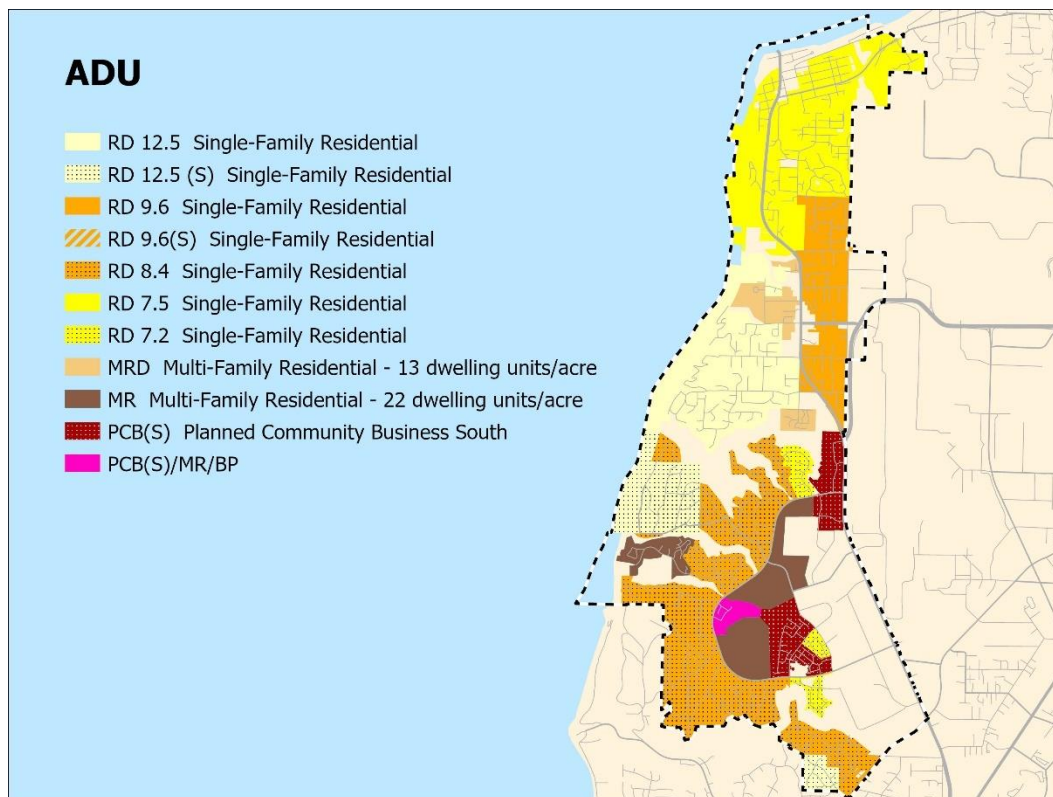 ADU
RD 12.5 Single-Family Residential
RD 12.5 (S) Single-Family Residential
RD 9.6 Single-Family Residential
RD 9.6(S) Single-Family Residential
RD 8.4 Single-Family Residential
RD 7.5 Single-Family Residential
RD 7.2 Single-Family Residential
MRD Multi-Family Residential - 13 dwelling units/acre
MR Multi-Family Residential - 22 dwelling units/acre
PCB(S) Planned Community Business South
PCB(S)/MR/BP